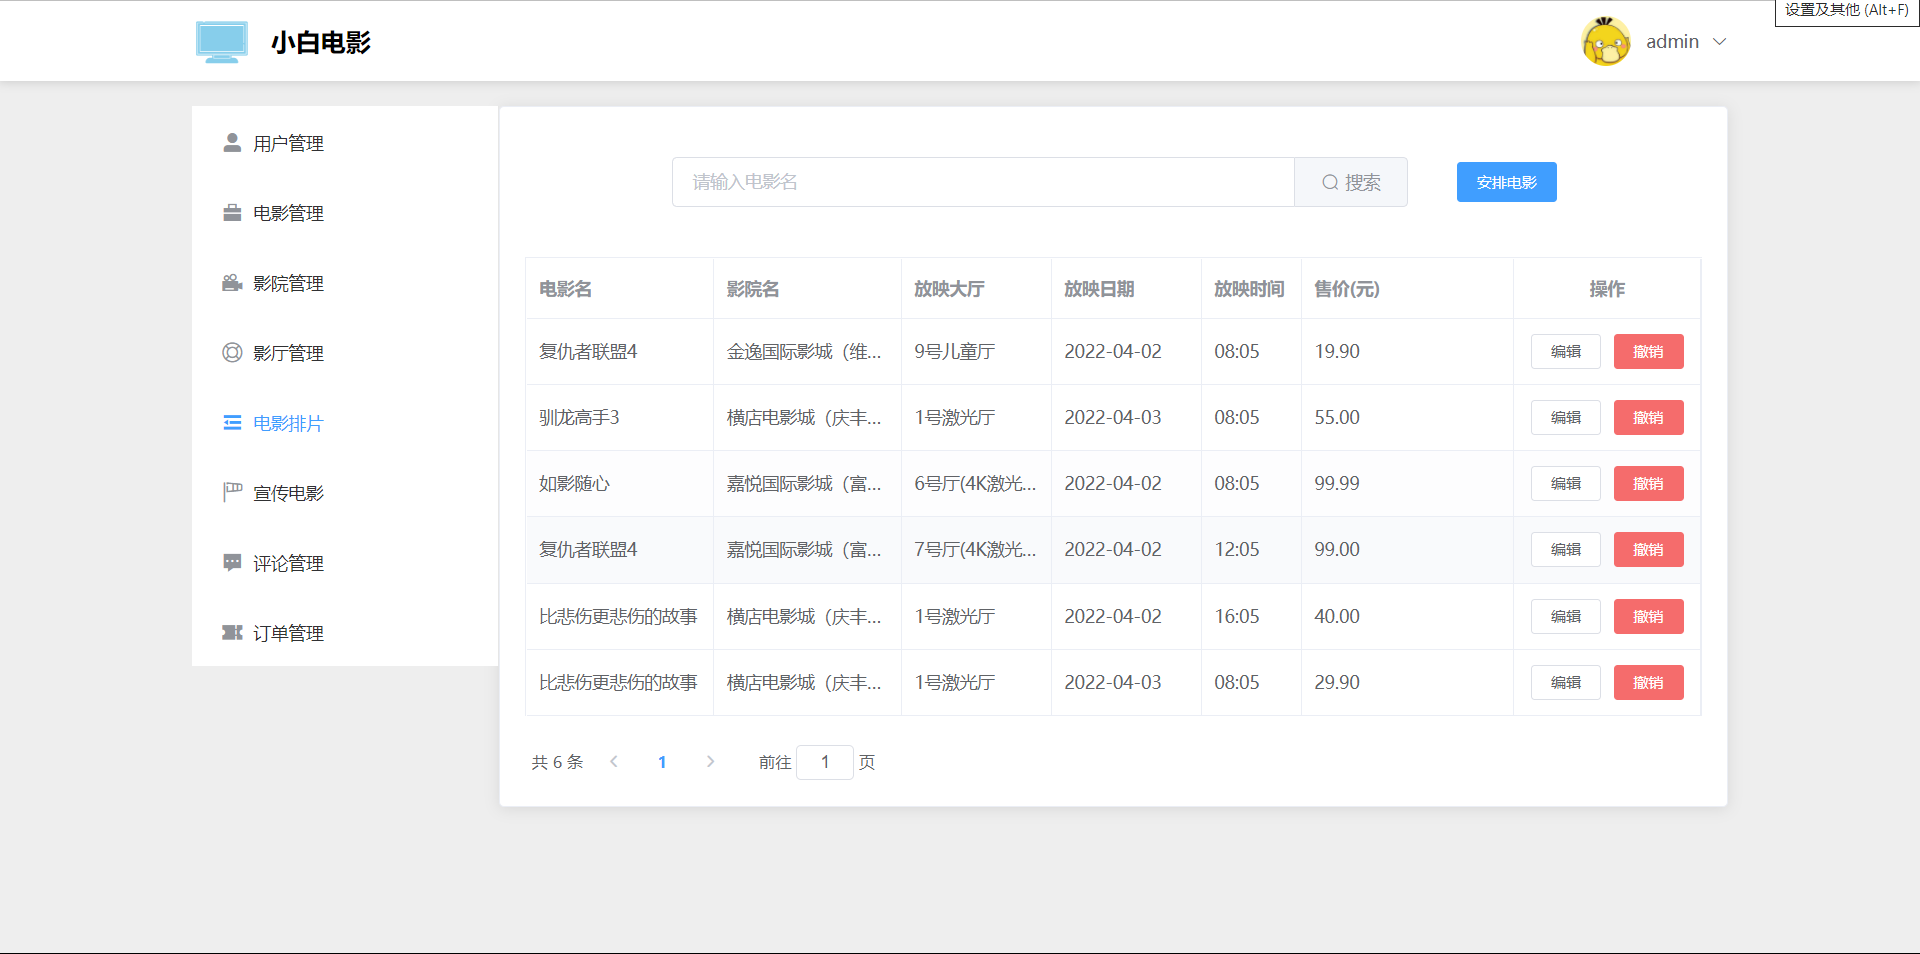 设置及其他 (Alt+F)
小白电影
admin
用户管理
电影管理
影院管理
影厅管理
电影排片
宣传电影
评论管理
订单管理
请输入电影名 搜索 安排电影
电影名 影院名 放映大厅 放映日期 放映时间 售价(元) 操作
复仇者联盟4 金逸国际影城（维... 9号儿童厅 2022-04-02 08:05 19.90 编辑 撤销
驯龙高手3 横店电影城（庆丰... 1号激光厅 2022-04-03 08:05 55.00 编辑 撤销
如影随心 嘉悦国际影城（富... 6号厅(4K激光... 2022-04-02 08:05 99.99 编辑 撤销
复仇者联盟4 嘉悦国际影城（富... 7号厅(4K激光... 2022-04-02 12:05 99.00 编辑 撤销
比悲伤更悲伤的故事 横店电影城（庆丰... 1号激光厅 2022-04-02 16:05 40.00 编辑 撤销
比悲伤更悲伤的故事 横店电影城（庆丰... 1号激光厅 2022-04-03 08:05 29.90 编辑 撤销
共 6 条 1 前往 1 页